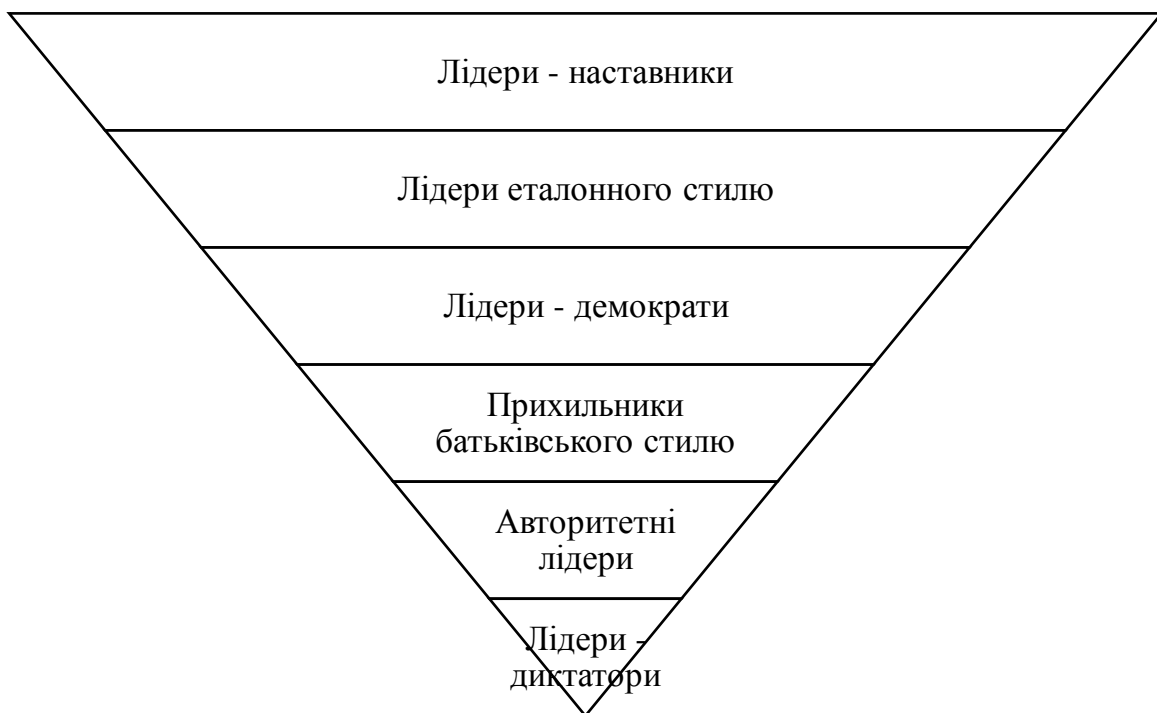 Лідери - наставники
Лідери еталонного стилю
Лідери - демократи
Прихильники
батьківського стилю
Авторитетні
лідери
Лідери -
диктатори